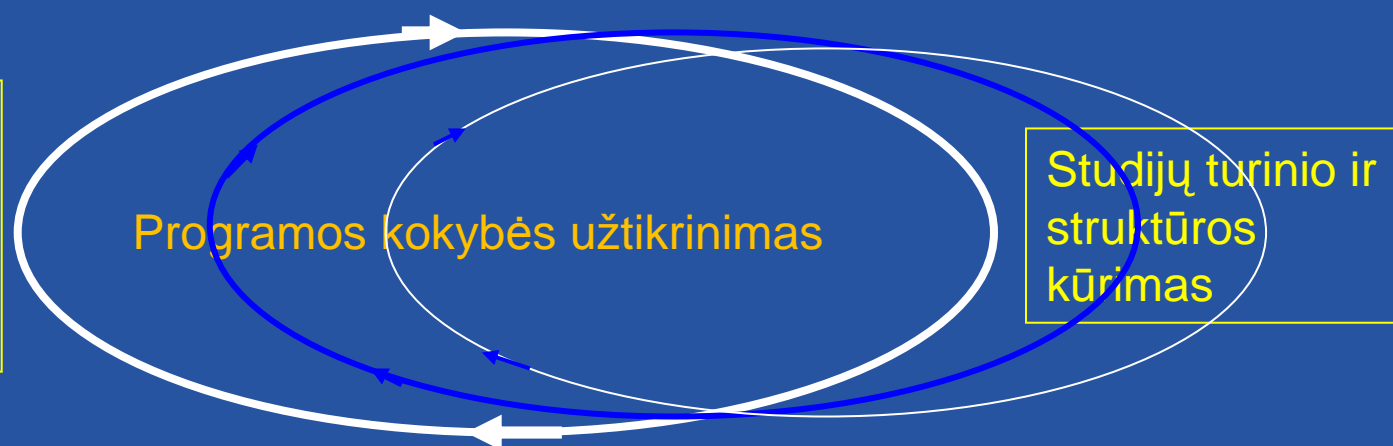 Programos kokybės užtikrinimas
Studijų turinio ir
struktūros
kūrimas